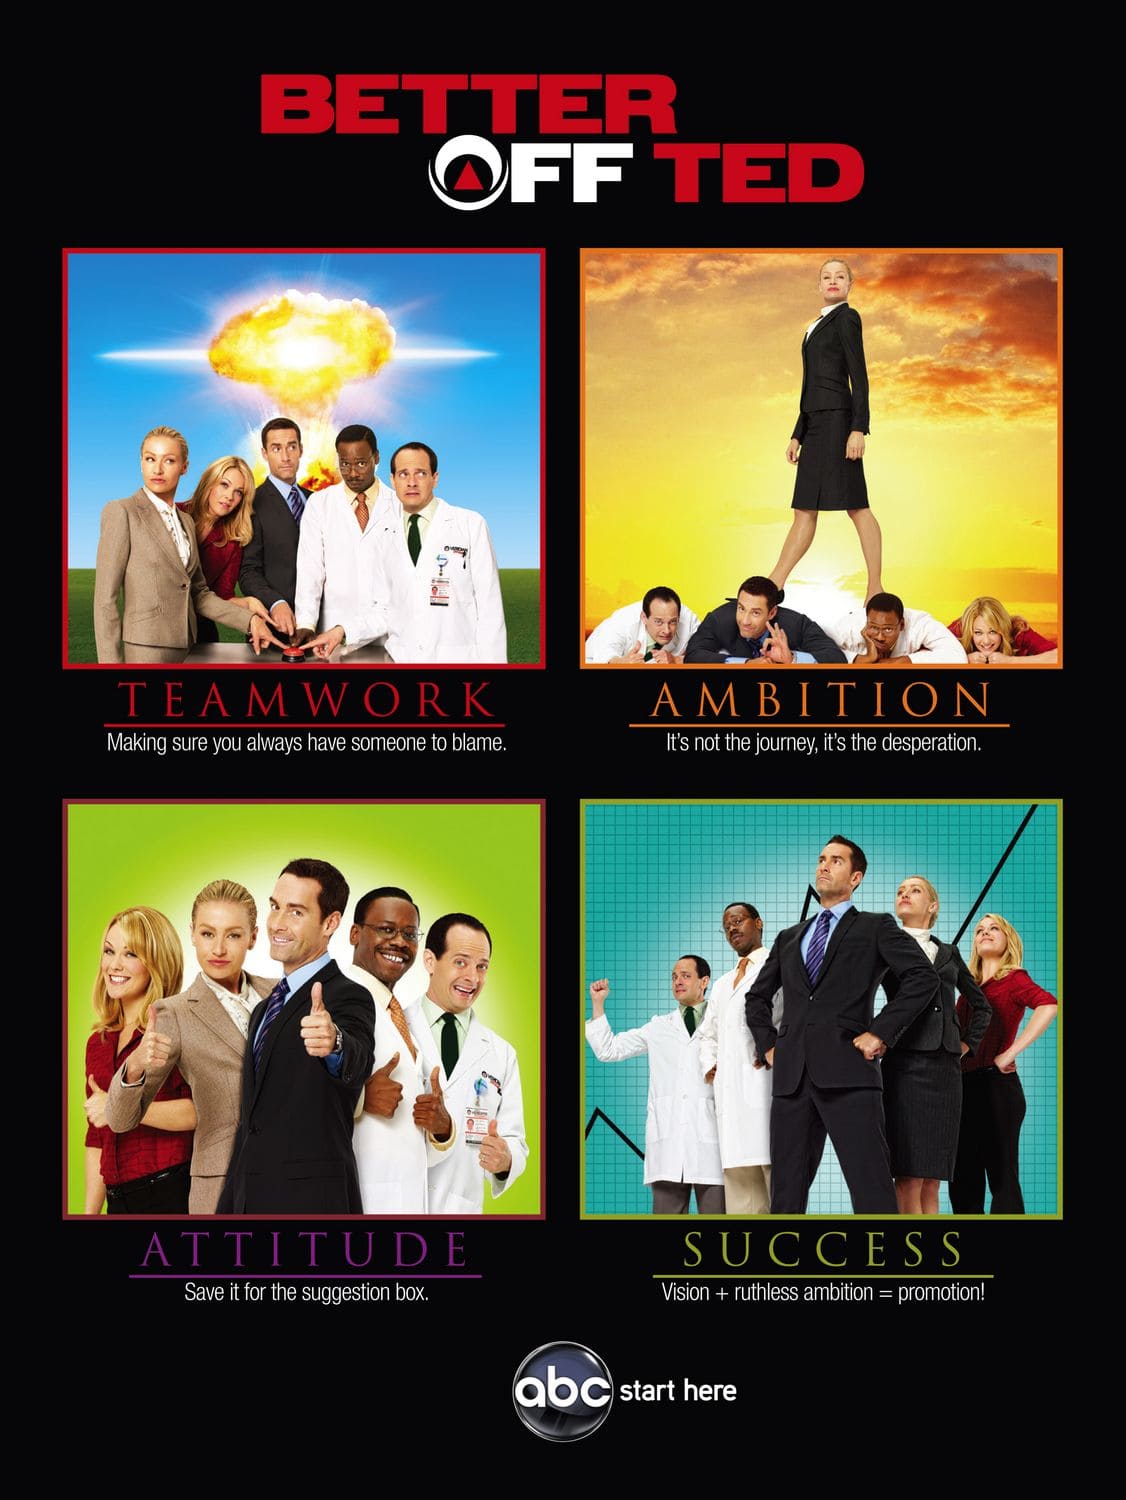 BETTER
OFF TED
TEAMWORK
Making sure you always have someone to blame.
AMBITION
It's not the journey, it's the desperation.
ATTITUDE
Save it for the suggestion box.
SUCCESS
Vision + ruthless ambition = promotion!
abc start here